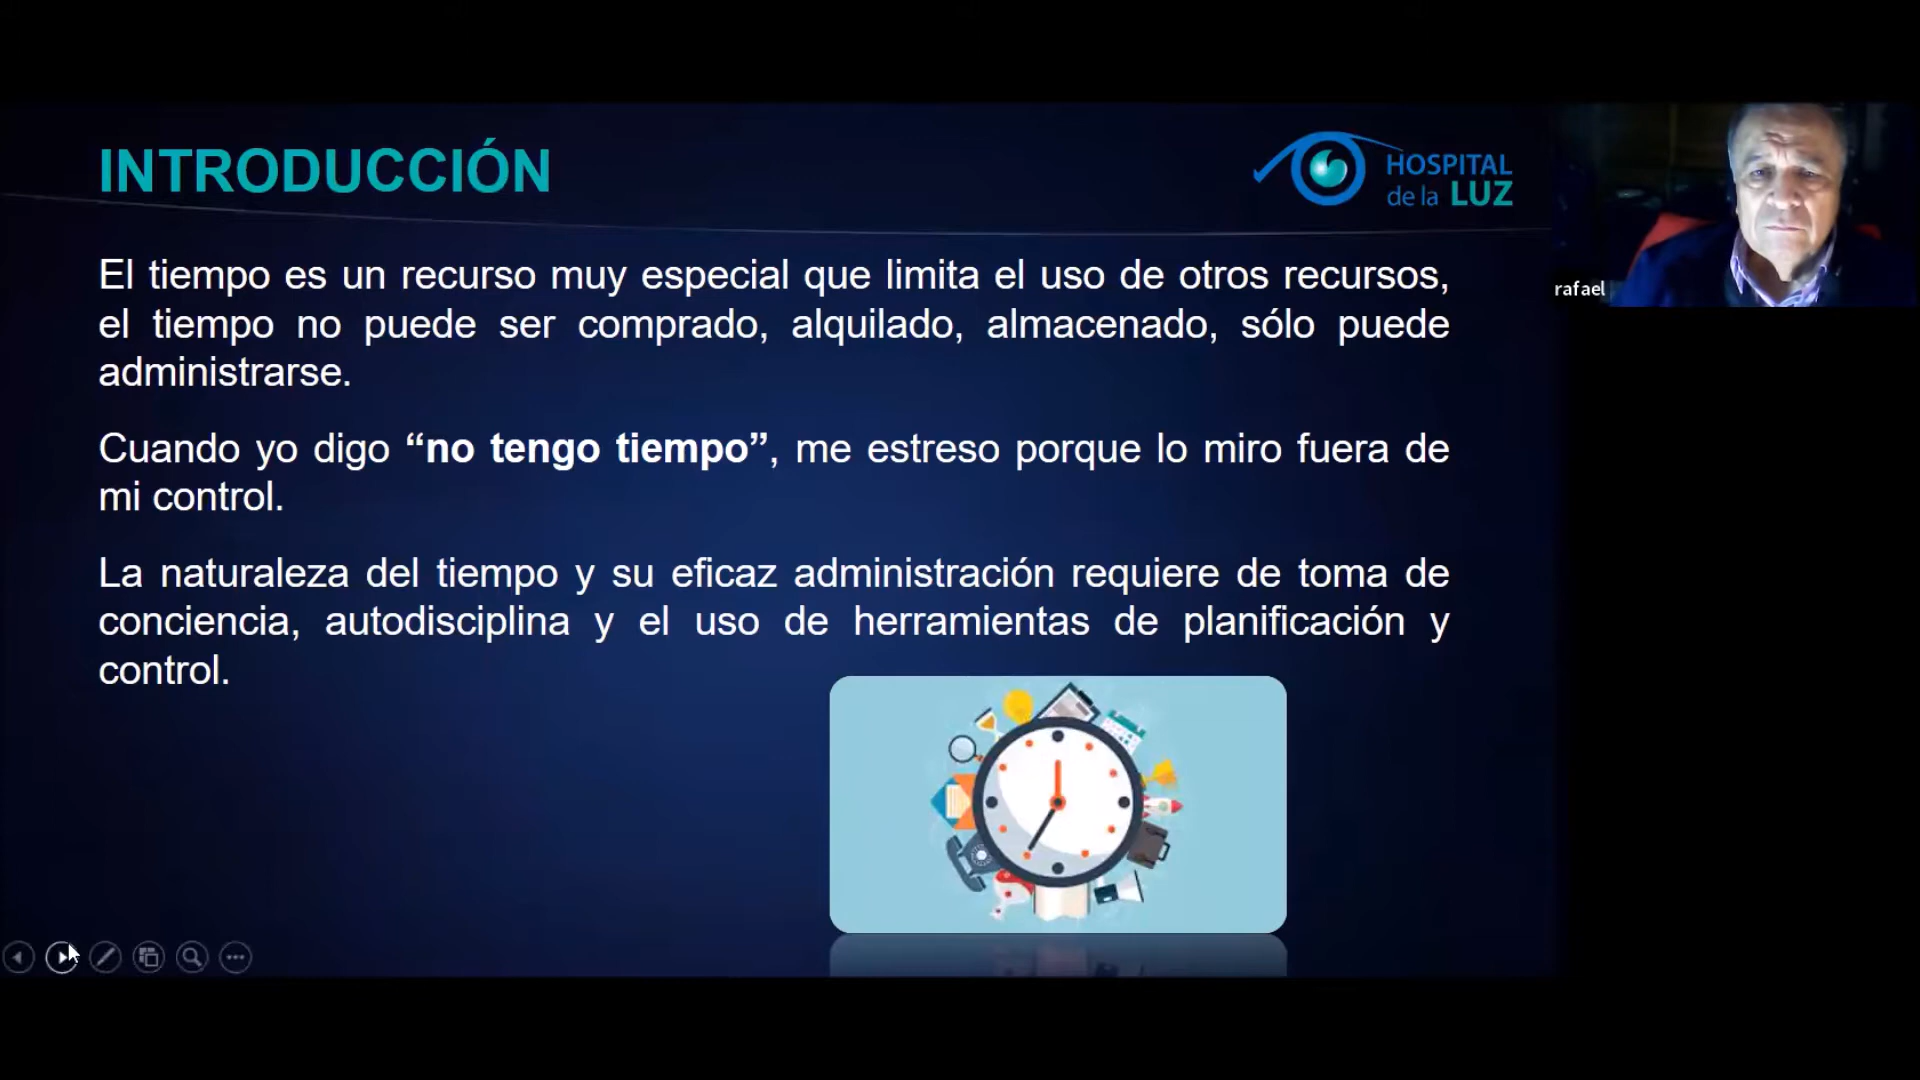 INTRODUCCIÓN
HOSPITAL
de la LUZ
rafael
El tiempo es un recurso muy especial que limita el uso de otros recursos,
el tiempo no puede ser comprado, alquilado, almacenado, sólo puede
administrarse.
Cuando yo digo “no tengo tiempo”, me estreso porque lo miro fuera de
mi control.
La naturaleza del tiempo y su eficaz administración requiere de toma de
conciencia, autodisciplina y el uso de herramientas de planificación y
control.